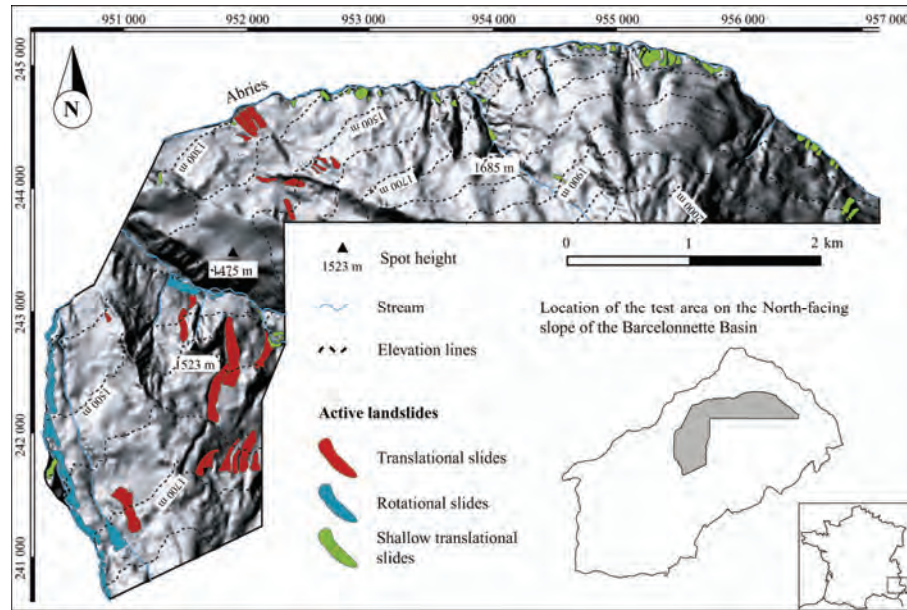 951 000 952 000 953 000 954 000 955 000 956 000 957 000
245 000
244 000
243 000
242 000
241 000
N
Abries
1300 m
1500 m
1700 m
1685 m
1900 m
2000 m
1475 m
1523 m
1500 m
1700 m
1523 m
Spot height
Stream
Elevation lines
Active landslides
Translational slides
Rotational slides
Shallow translational
slides
0 1 2 km
Location of the test area on the North-facing
slope of the Barcelonnette Basin